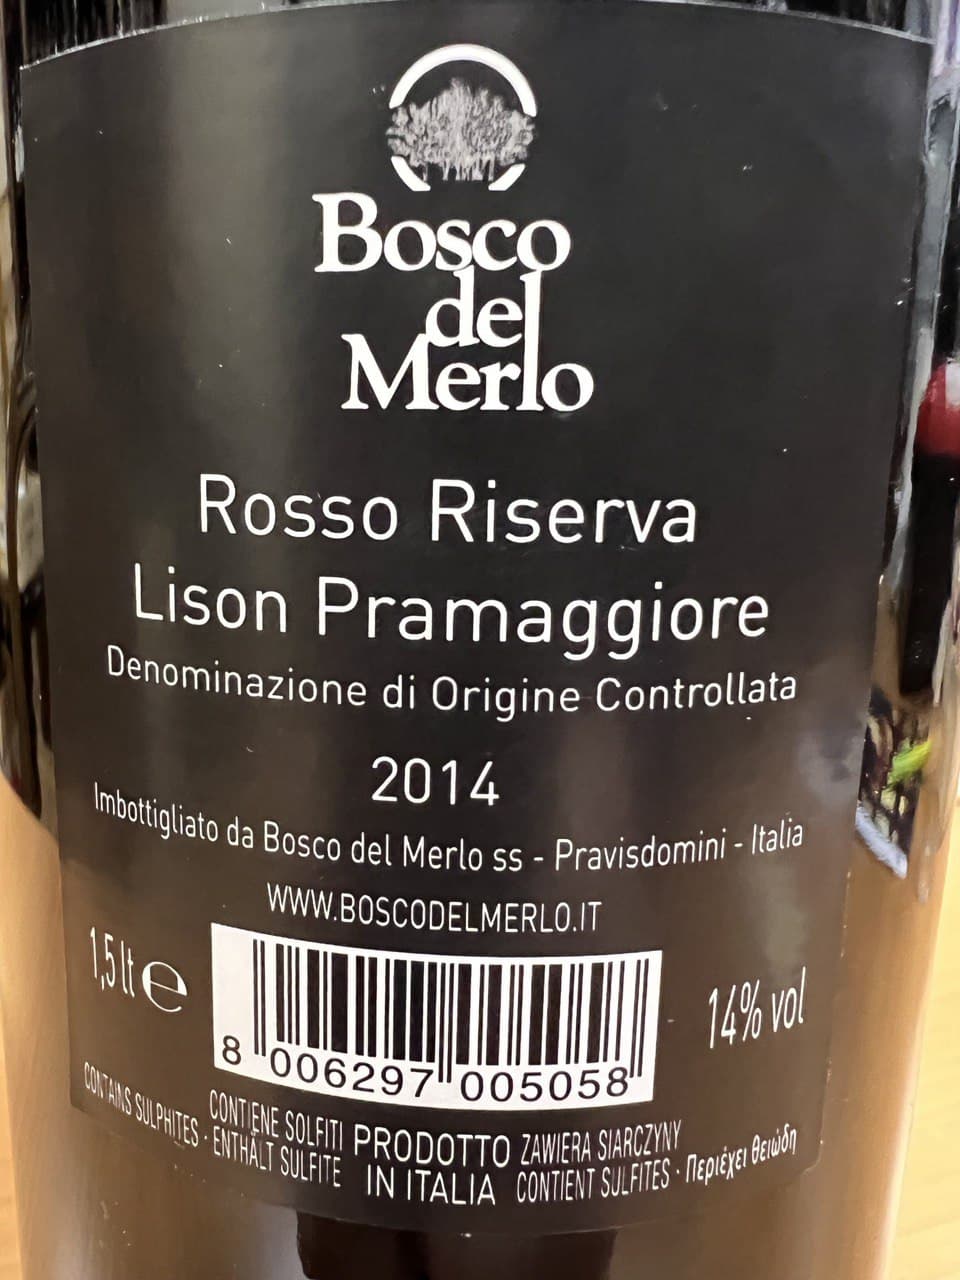 Bosco
del
Merlo
Rosso Riserva
Lison Pramaggiore
Denominazione di Origine Controllata
2014
Imbottigliato da Bosco del Merlo ss - Pravisdomini - Italia
WWW.BOSCODELMERLO.IT
1,5 lt e
14% vol
8 006297 005058
CONTIENE SOLFITI
CONTAINS SULPHITES · ENTHÄLT SULFITE
PRODOTTO
IN ITALIA
ZAWIERA SIARCZYNY
CONTIENT SULFITES · Περιέχει θειώδη